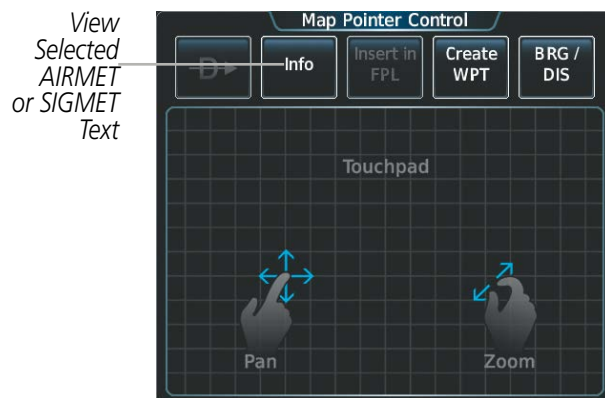 View
Selected
AIRMET
or SIGMET
Text
Map Pointer Control
D
Info
Insert in
FPL
Create
WPT
BRG /
DIS
Touchpad
Pan
Zoom